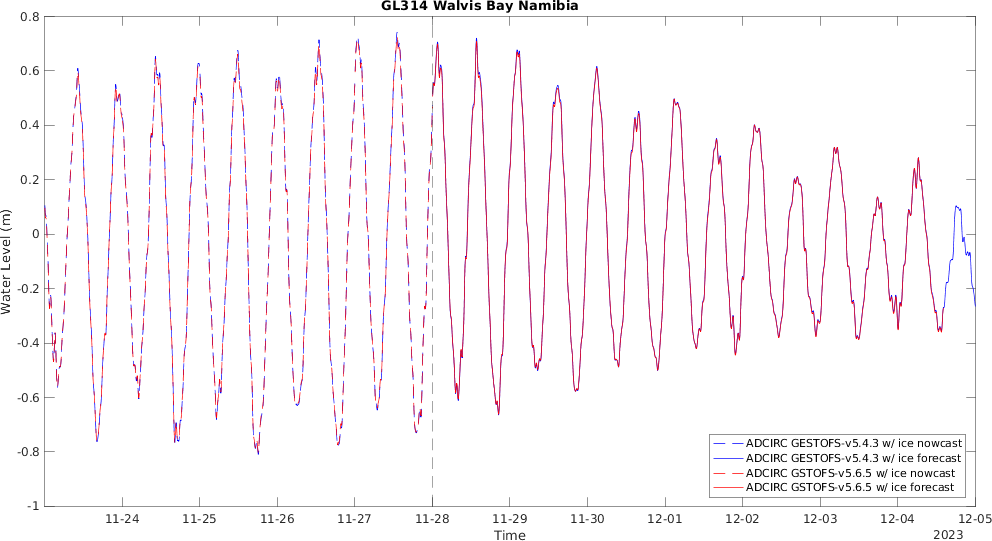 GL314 Walvis Bay Namibia
0.8
0.6
0.4
0.2
0
-0.2
-0.4
-0.6
-0.8
-1
Water Level (m)
ADCIRC GESTOFS-v5.4.3 w/ ice nowcast
ADCIRC GESTOFS-v5.4.3 w/ ice forecast
ADCIRC GSTOFS-v5.6.5 w/ ice nowcast
ADCIRC GSTOFS-v5.6.5 w/ ice forecast
11-24 11-25 11-26 11-27 11-28 11-29 11-30 12-01 12-02 12-03 12-04 12-05
Time
2023